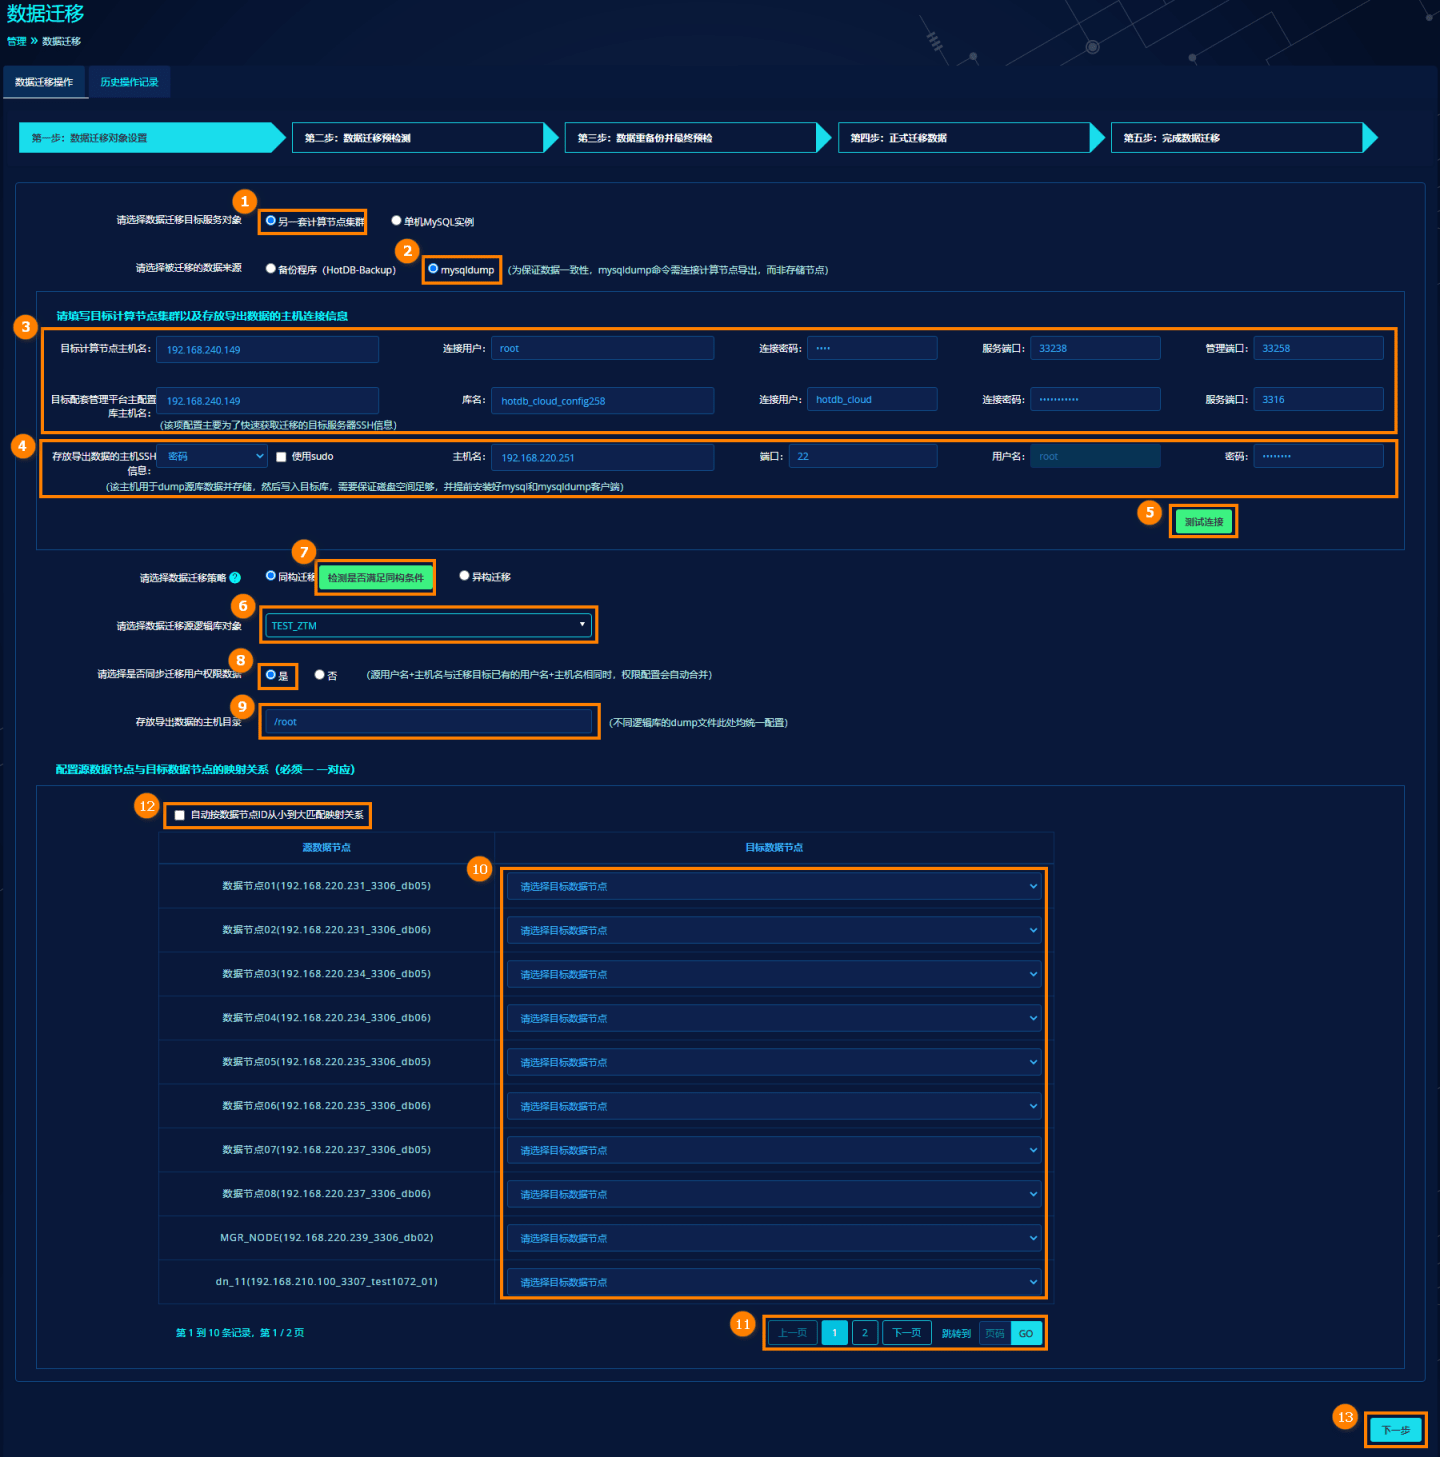 数据迁移
管理 » 数据迁移
数据迁移操作 历史操作记录
第一步：数据迁移对象设置 第二步：数据迁移预检测 第三步：数据重备份并最终预检 第四步：正式迁移数据 第五步：完成数据迁移
1
请选择数据迁移目标服务对象 另一套计算节点集群 单机MySQL实例
2
请选择被迁移的数据来源 备份程序（HotDB-Backup） mysqldump （为保证数据一致性，mysqldump命令需连接计算节点导出，而非存储节点）
请填写目标计算节点集群以及存放导出数据的主机连接信息
3
目标计算节点主机名： 192.168.240.149 连接用户： root 连接密码： •••• 服务端口： 33238 管理端口： 33258
目标配套管理平台主配置库主机名： 192.168.240.149 库名： hotdb_cloud_config258 连接用户： hotdb_cloud 连接密码： ••••••••••• 服务端口： 3316
（该项配置主要为了快速获取迁移的目标服务器SSH信息）
4
存放导出数据的主机SSH信息： 密码 使用sudo 主机名： 192.168.220.251 端口： 22 用户名： root 密码： ••••••••
（该主机用于dump源库数据并存储，然后写入目标库，需要保证磁盘空间足够，并提前安装好mysql和mysqldump客户端）
5
测试连接
7
请选择数据迁移策略 ? 同构迁移 检测是否满足同构条件 异构迁移
6
请选择数据迁移源逻辑库对象 TEST_ZTM
8
请选择是否同步迁移用户权限数据 是 否 （源用户名+主机名与迁移目标已有的用户名+主机名相同时，权限配置会自动合并）
9
存放导出数据的主机目录 /root （不同逻辑库的dump文件此处均统一配置）
配置源数据节点与目标数据节点的映射关系（必须一 一对应）
12
自动按数据节点ID从小到大匹配映射关系
源数据节点 目标数据节点
10
数据节点01(192.168.220.231_3306_db05) 请选择目标数据节点
数据节点02(192.168.220.231_3306_db06) 请选择目标数据节点
数据节点03(192.168.220.234_3306_db05) 请选择目标数据节点
数据节点04(192.168.220.234_3306_db06) 请选择目标数据节点
数据节点05(192.168.220.235_3306_db05) 请选择目标数据节点
数据节点06(192.168.220.235_3306_db06) 请选择目标数据节点
数据节点07(192.168.220.237_3306_db05) 请选择目标数据节点
数据节点08(192.168.220.237_3306_db06) 请选择目标数据节点
MGR_NODE(192.168.220.239_3306_db02) 请选择目标数据节点
dn_11(192.168.210.100_3307_test1072_01) 请选择目标数据节点
11
第 1 到 10 条记录，第 1 / 2 页 上一页 1 2 下一页 跳转到 页码 GO
13
下一步